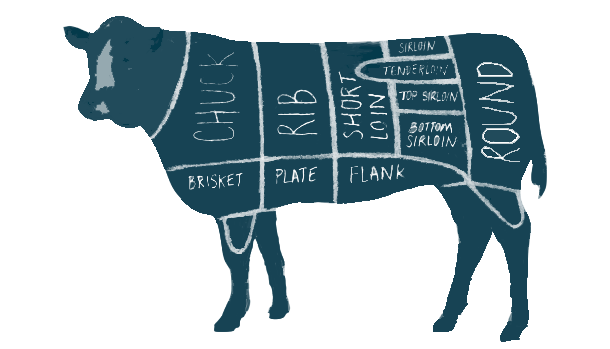 CHUCK
RIB
SHORT
LOIN
SIRLOIN
TENDERLOIN
TOP SIRLOIN
BOTTOM
SIRLOIN
ROUND
BRISKET
PLATE
FLANK